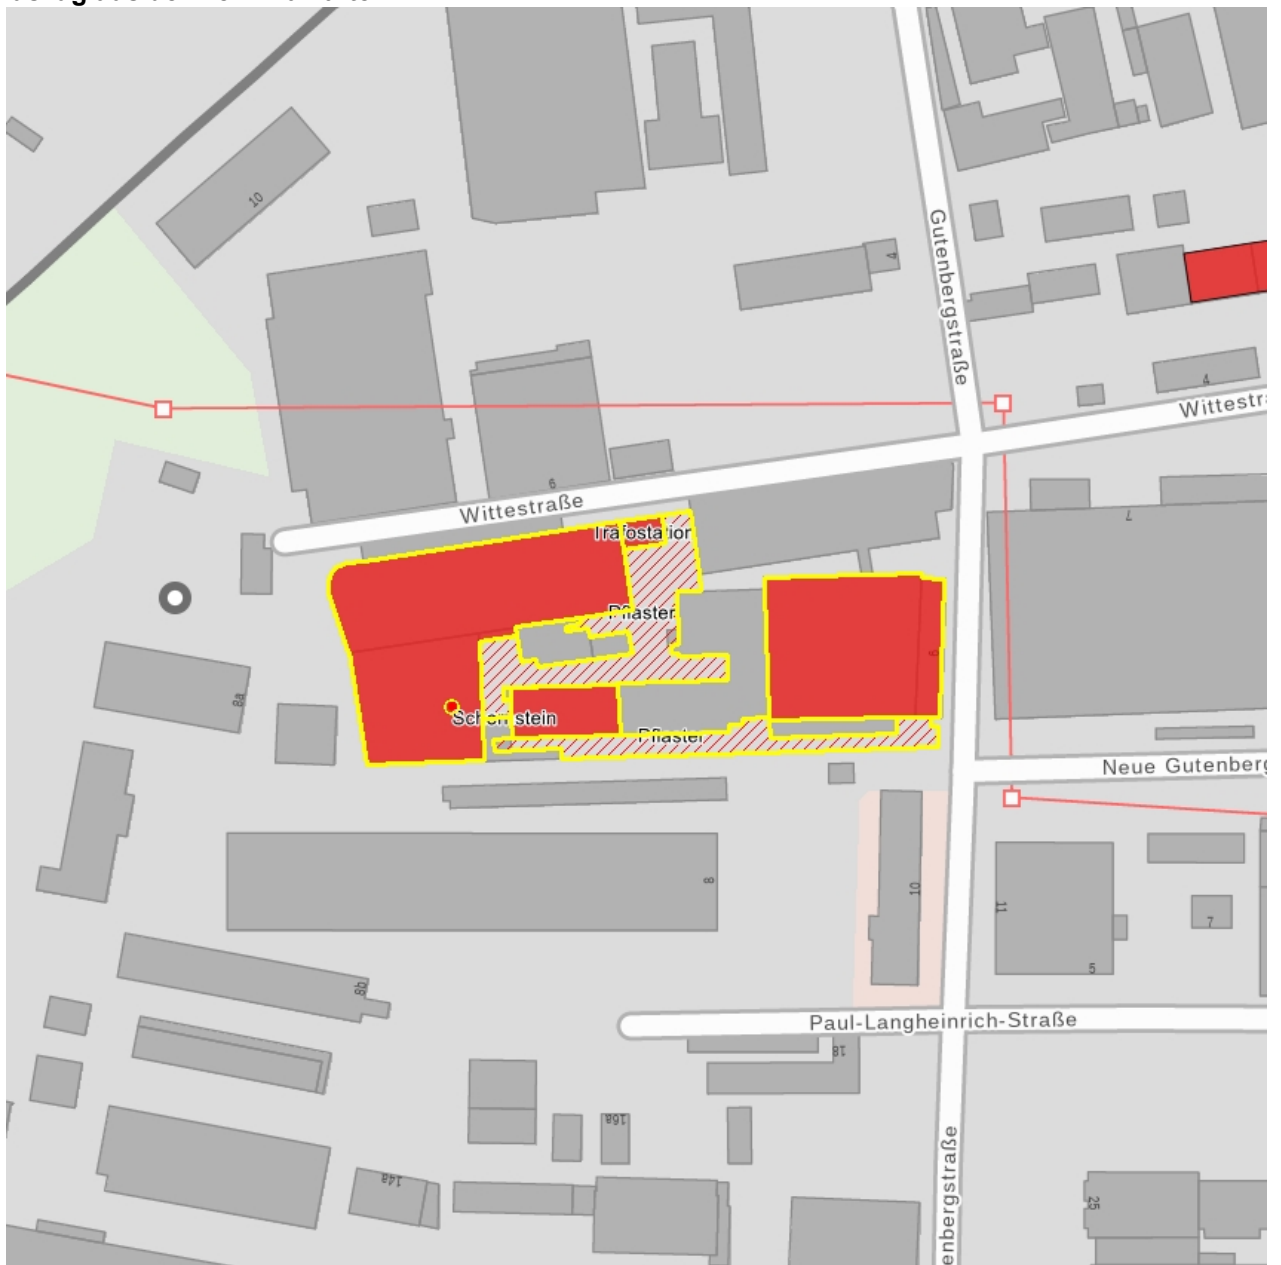 10
4
Gutenbergstraße
4
Wittestr
6
Wittestraße
7
Trafostation
Pflaster
6
8a
Schornstein
Pflaster
Neue Gutenberg
8
10
11
7
5
8b
Paul-Langheinrich-Straße
18
16a
14a
enbergstraße
25